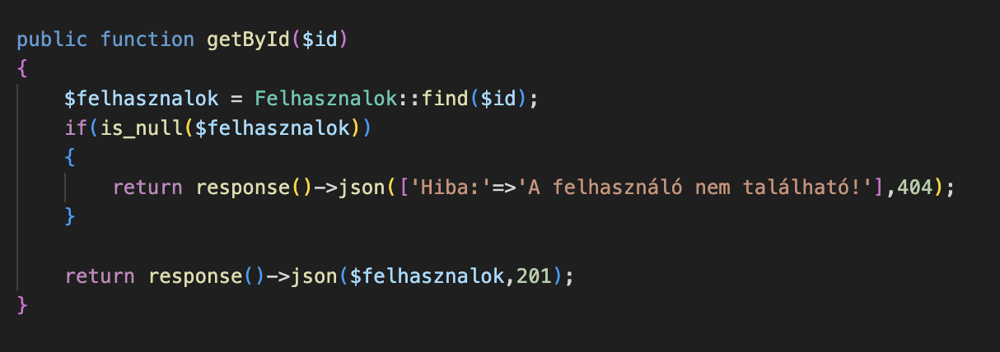 public function getById($id)
{
    $felhasznalok = Felhasznalok::find($id);
    if(is_null($felhasznalok))
    {
        return response()->json(['Hiba:'=>'A felhasználó nem található!'],404);
    }

    return response()->json($felhasznalok,201);
}